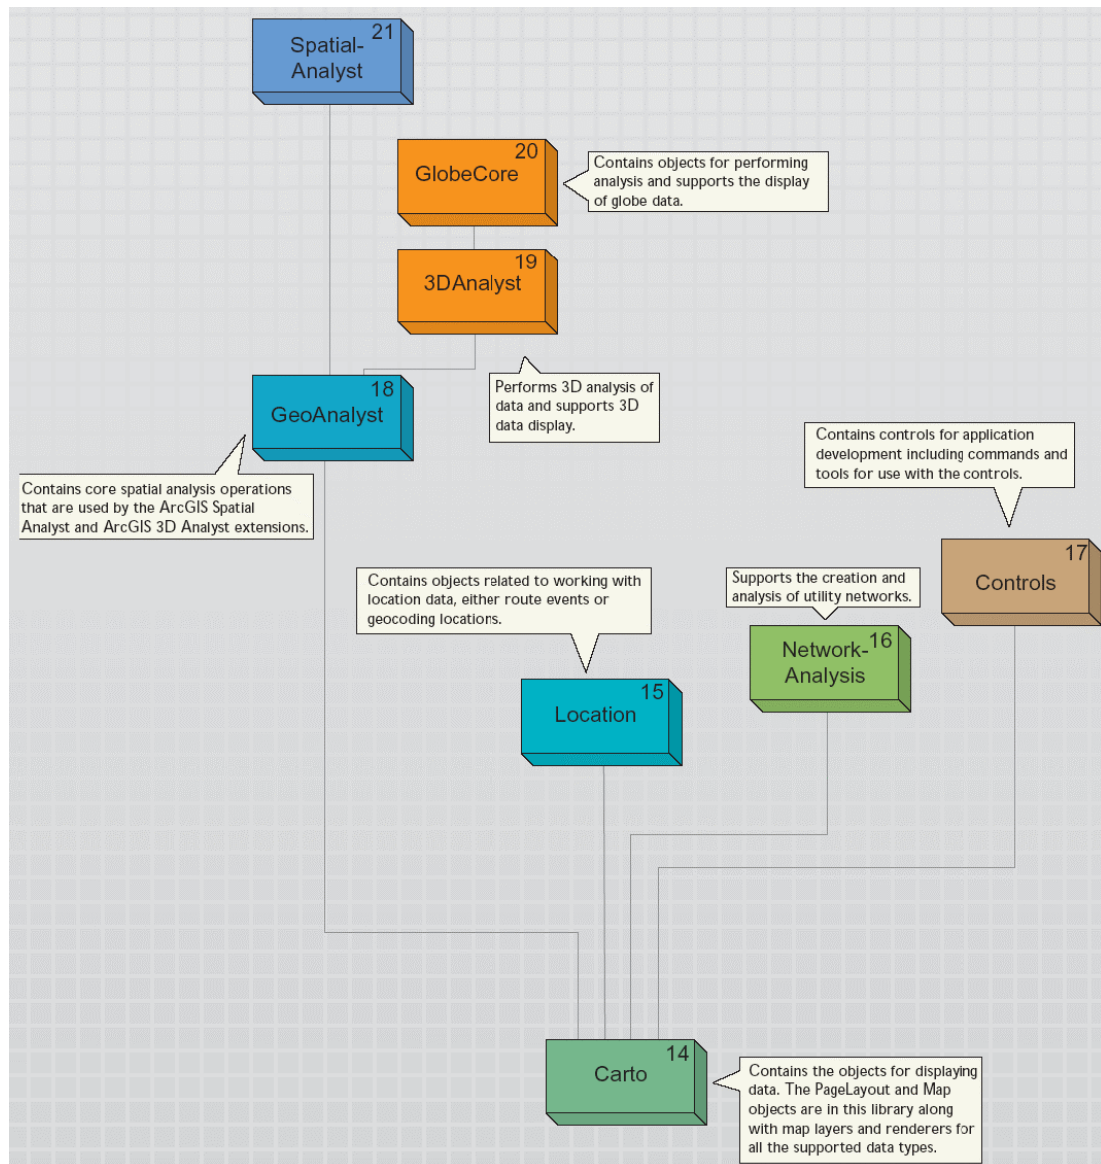 21
Spatial-
Analyst
20
GlobeCore
Contains objects for performing
analysis and supports the display
of globe data.
19
3DAnalyst
18
GeoAnalyst
Performs 3D analysis of
data and supports 3D
data display.
Contains controls for application
development including commands and
tools for use with the controls.
Contains core spatial analysis operations
that are used by the ArcGIS Spatial
Analyst and ArcGIS 3D Analyst extensions.
17
Controls
Contains objects related to working with
location data, either route events or
geocoding locations.
Supports the creation and
analysis of utility networks.
16
Network-
Analysis
15
Location
14
Carto
Contains the objects for displaying
data. The PageLayout and Map
objects are in this library along
with map layers and renderers for
all the supported data types.